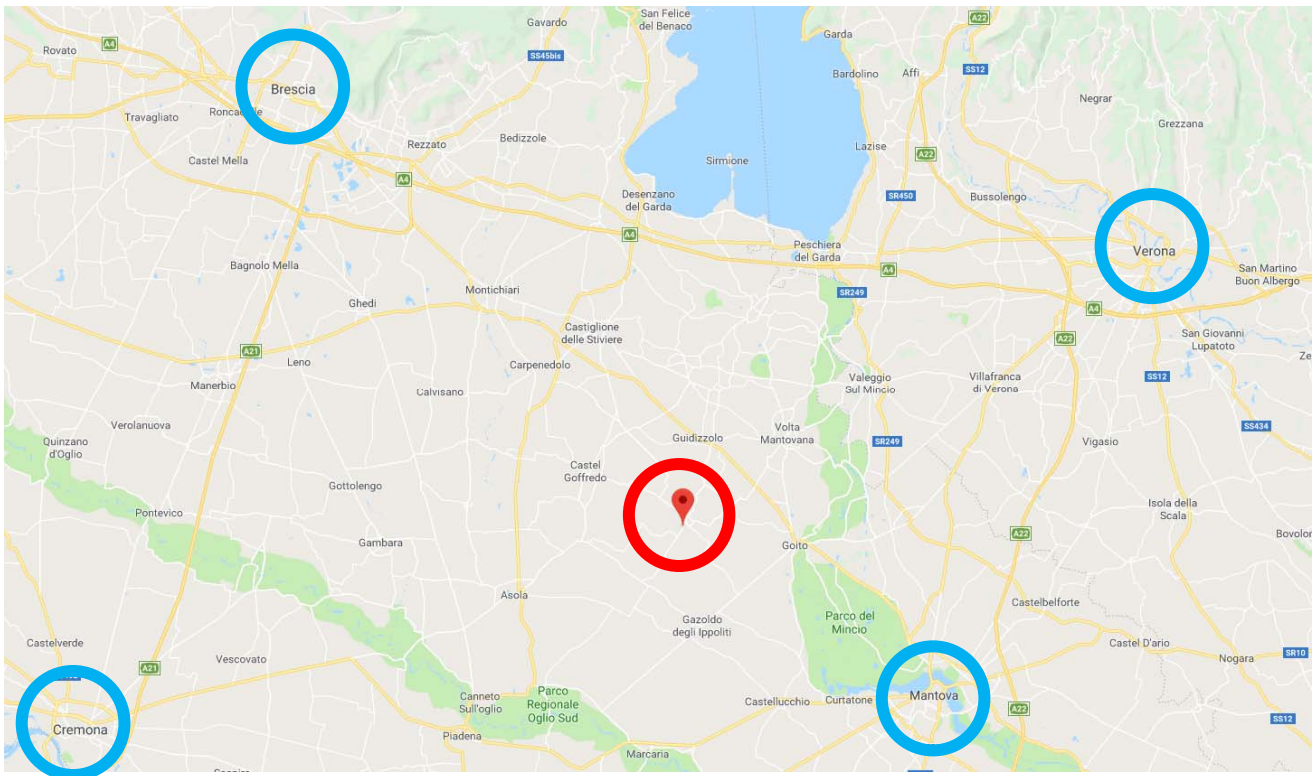 San Felice
del Benaco
Gavardo
A22
Garda
Rovato
A4
SS45bis
Bardolino
Affi
SS12
Brescia
Negrar
Travagliato
Grezzana
Rezzato
Bedizzole
Lazise
A22
Castel Mella
Sirmione
A4
Desenzano
del Garda
SR450
Bussolengo
A4
Peschiera
del Garda
Verona
Bagnolo Mella
A4
San Martino
Buon Albergo
Montichiari
SR249
Ghedi
A4
Castiglione
delle Stiviere
A22
San Giovanni
Lupatoto
A21
Leno
Carpenedolo
Ze
Manerbio
Calvisano
Valeggio
Sul Mincio
Villafranca
di Verona
SS12
Verolanuova
Volta
Mantovana
SS434
Quinzano
d'Oglio
Guidizzolo
SR249
Vigasio
Castel
Goffredo
Gottolengo
Pontevico
Isola della
Scala
Gambara
Goito
A22
Bovolon
Asola
Castelbelforte
Gazoldo
degli Ippoliti
Parco del
Mincio
Castelverde
Castel D'ario
Vescovato
A21
Nogara
SR10
Canneto
Sull'oglio
Parco
Regionale
Oglio Sud
Castellucchio
Curtatone
Mantova
A22
Cremona
Piadena
SS12
Marcaria